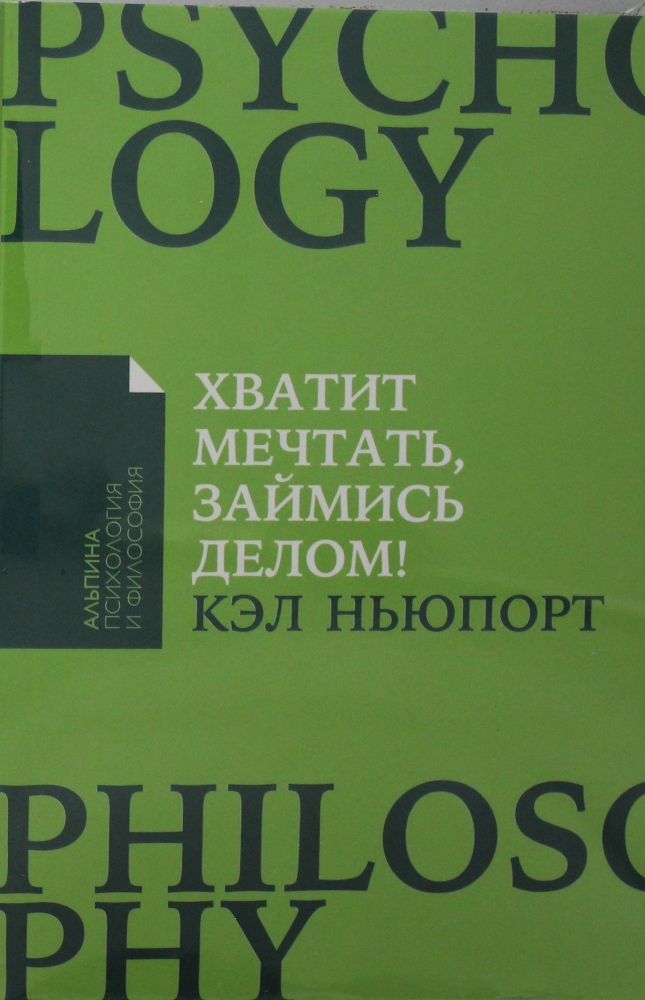 PSYCHO
LOGY
ХВАТИТ
МЕЧТАТЬ,
ЗАЙМИСЬ
ДЕЛОМ!
КЭЛ НЬЮПОРТ
АЛЬПИНА
ПСИХОЛОГИЯ
И ФИЛОСОФИЯ
PHILOSO
PHY